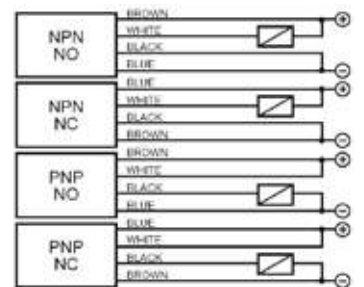 NPN
NO
BROWN
WHITE
BLACK
BLUE
+
-
NPN
NC
BLUE
WHITE
BLACK
BROWN
+
-
PNP
NO
BROWN
WHITE
BLACK
BLUE
+
-
PNP
NC
BLUE
WHITE
BLACK
BROWN
+
-